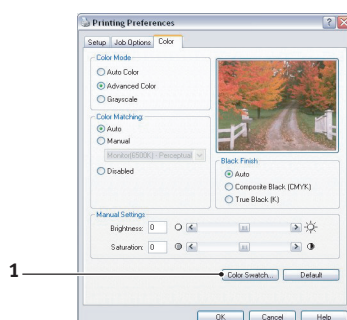 Printing Preferences
Setup Job Options Color
Color Mode
Auto Color
Advanced Color
Grayscale
Color Matching:
Auto
Manual
Monitor(6500K) - Perceptual
Disabled
Black Finish
Auto
Composite Black (CMYK)
True Black (K)
Manual Settings
Brightness: 0
Saturation: 0
1
Color Swatch... Default
OK Cancel Help